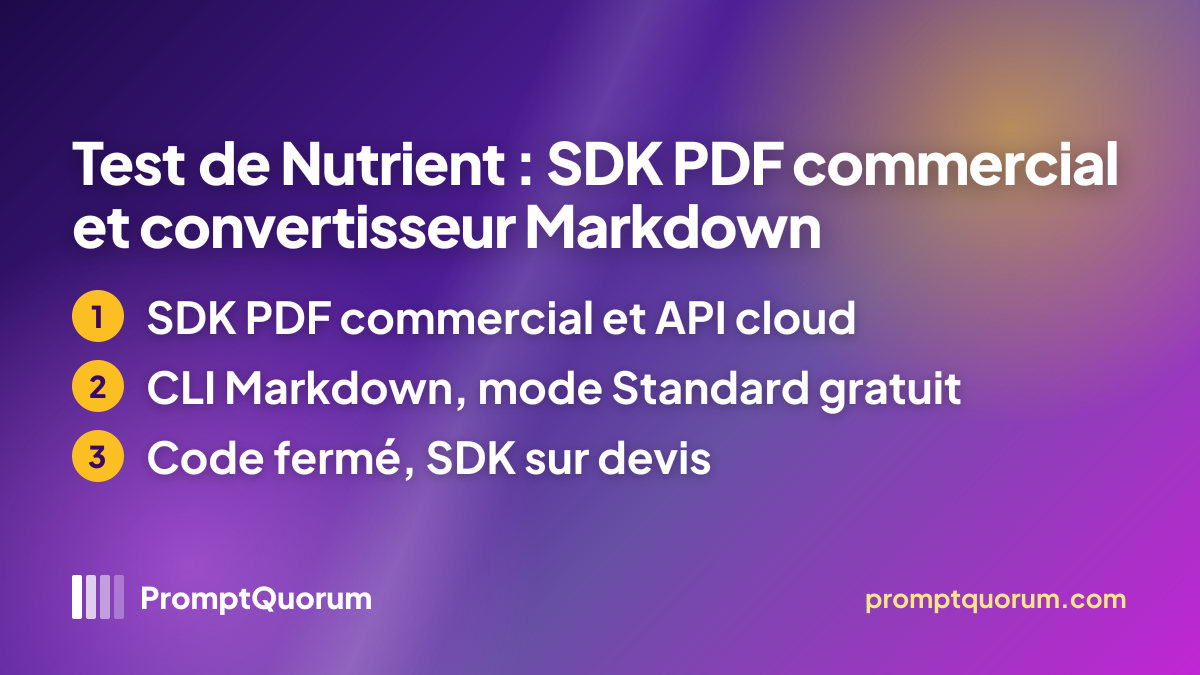 Test de Nutrient : SDK PDF commercial
et convertisseur Markdown
1 SDK PDF commercial et API cloud
2 CLI Markdown, mode Standard gratuit
3 Code fermé, SDK sur devis
PromptQuorum
promptquorum.com